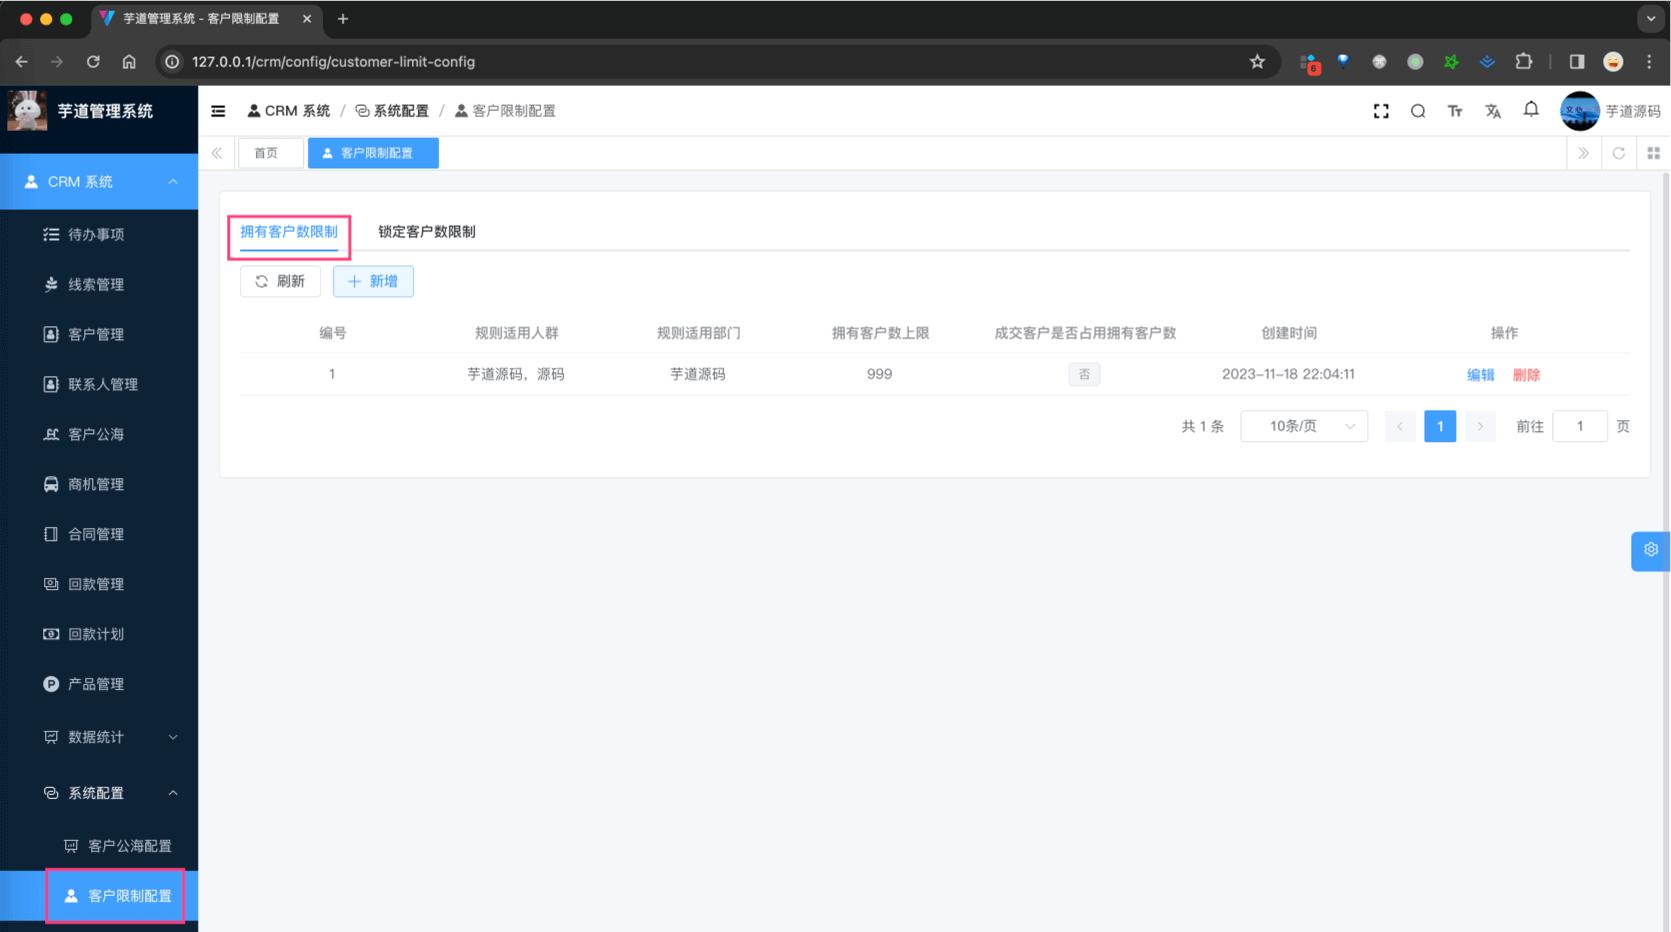 芋道管理系统 - 客户限制配置
127.0.0.1/crm/config/customer-limit-config
6
芋道管理系统
CRM 系统 / 系统配置 / 客户限制配置
芋道源码
首页
客户限制配置
CRM 系统
待办事项
线索管理
客户管理
联系人管理
客户公海
商机管理
合同管理
回款管理
回款计划
产品管理
数据统计
系统配置
客户公海配置
客户限制配置
拥有客户数限制 锁定客户数限制
刷新 新增
编号 规则适用人群 规则适用部门 拥有客户数上限 成交客户是否占用拥有客户数 创建时间 操作
1 芋道源码，源码 芋道源码 999 否 2023-11-18 22:04:11 编辑 删除
共 1 条 10条/页 1 前往 1 页